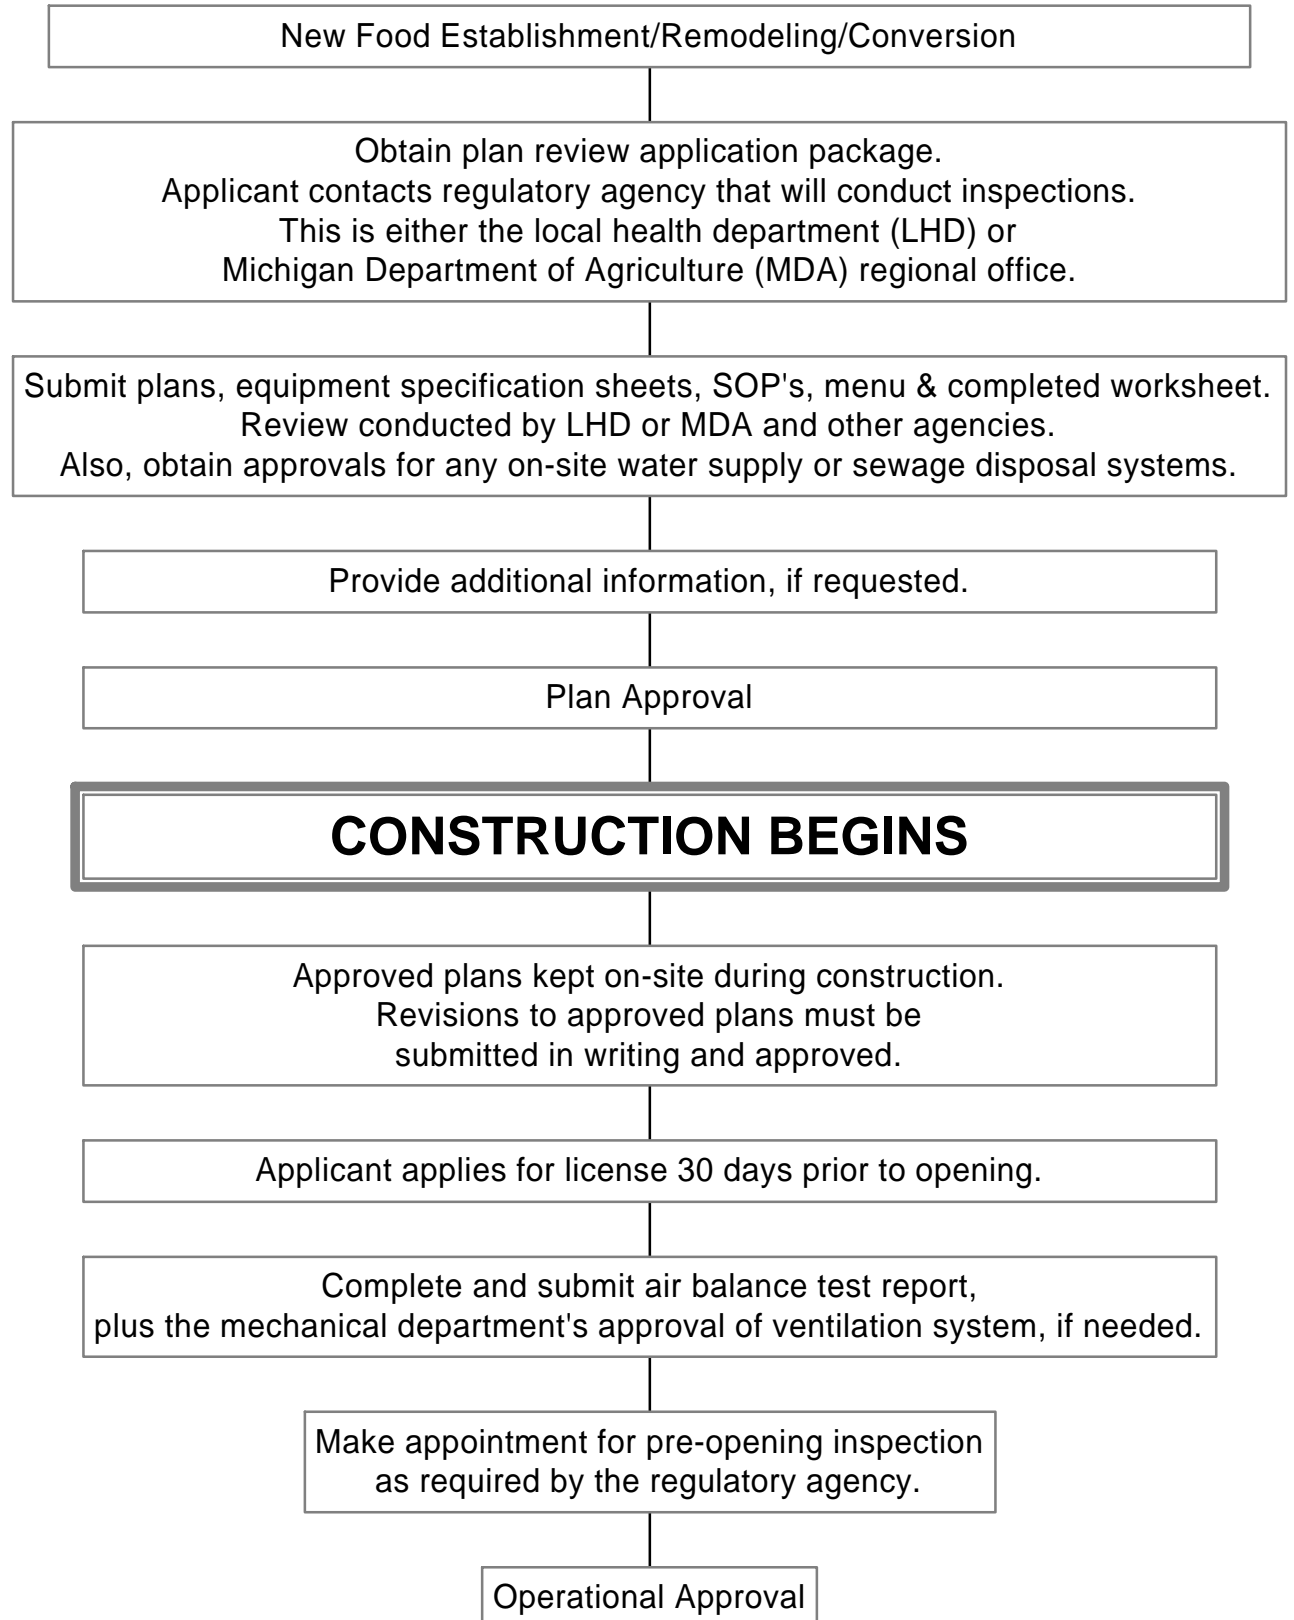 New Food Establishment/Remodeling/Conversion
Obtain plan review application package.
Applicant contacts regulatory agency that will conduct inspections.
This is either the local health department (LHD) or
Michigan Department of Agriculture (MDA) regional office.
Submit plans, equipment specification sheets, SOP's, menu & completed worksheet.
Review conducted by LHD or MDA and other agencies.
Also, obtain approvals for any on-site water supply or sewage disposal systems.
Provide additional information, if requested.
Plan Approval
CONSTRUCTION BEGINS
Approved plans kept on-site during construction.
Revisions to approved plans must be
submitted in writing and approved.
Applicant applies for license 30 days prior to opening.
Complete and submit air balance test report,
plus the mechanical department's approval of ventilation system, if needed.
Make appointment for pre-opening inspection
as required by the regulatory agency.
Operational Approval